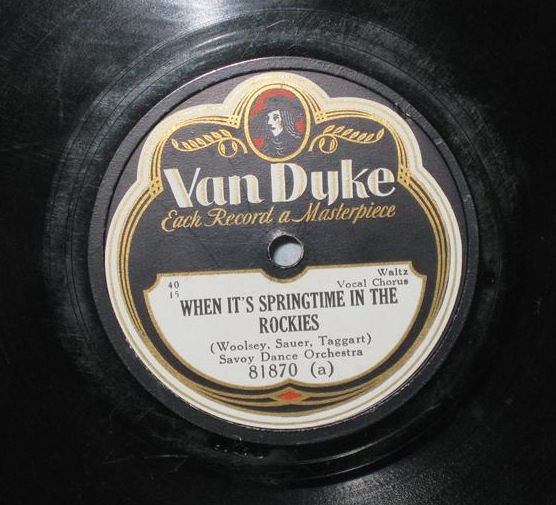 Van Dyke
Each Record a Masterpiece
40
15
Waltz
Vocal Chorus
WHEN IT'S SPRINGTIME IN THE
ROCKIES
(Woolsey, Sauer, Taggart)
Savoy Dance Orchestra
81870 (a)